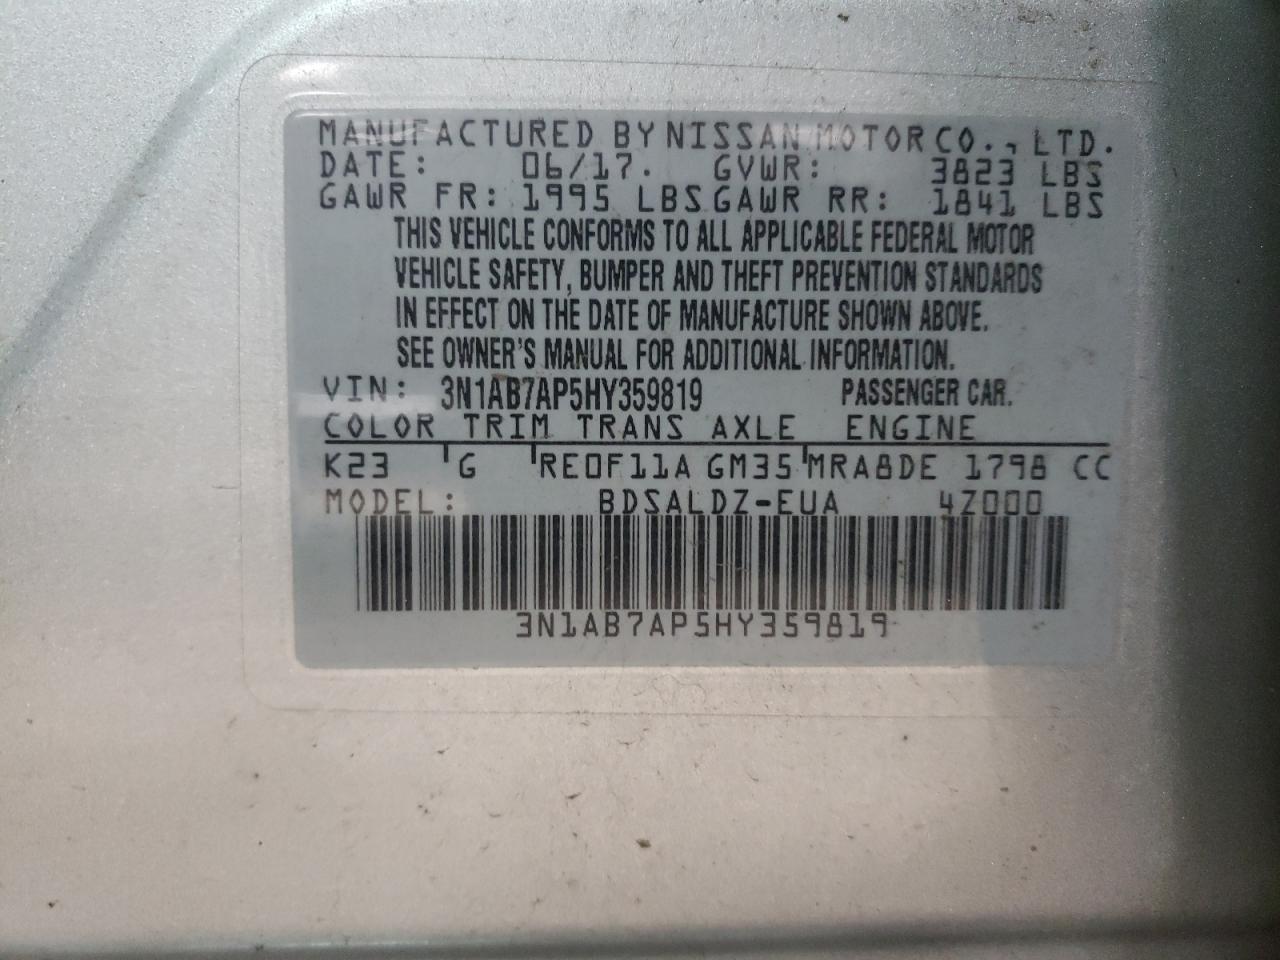 MANUFACTURED BY NISSAN MOTOR CO., LTD.
DATE: 06/17. GVWR: 3823 LBS
GAWR FR: 1995 LBS GAWR RR: 1841 LBS
THIS VEHICLE CONFORMS TO ALL APPLICABLE FEDERAL MOTOR
VEHICLE SAFETY, BUMPER AND THEFT PREVENTION STANDARDS
IN EFFECT ON THE DATE OF MANUFACTURE SHOWN ABOVE.
SEE OWNER'S MANUAL FOR ADDITIONAL INFORMATION.
VIN: 3N1AB7AP5HY359819 PASSENGER CAR.
COLOR TRIM TRANS AXLE ENGINE
K23 G RE0F11A GM35 MRA8DE 1798 CC
MODEL: BDSALDZ-EUA 4Z000
3N1AB7AP5HY359819